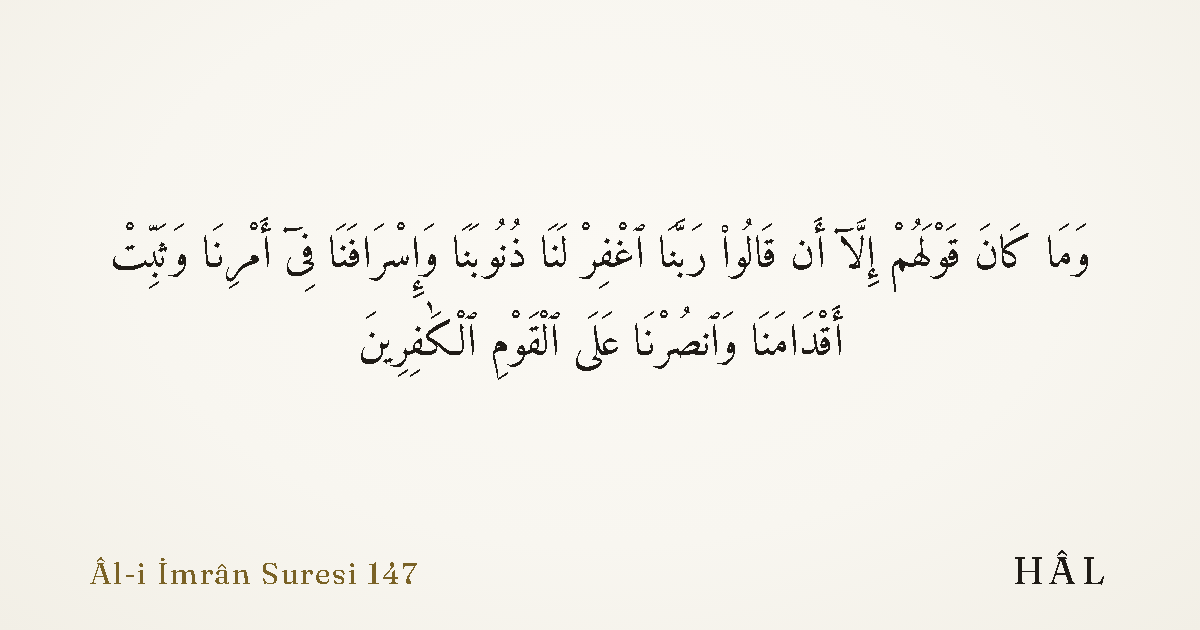 وَمَا كَانَ قَوْلَهُمْ إِلَّآ أَن قَالُوا۟ رَبَّنَا ٱغْفِرْ لَنَا ذُنُوبَنَا وَإِسْرَافَنَا فِىٓ أَمْرِنَا وَثَبِّتْ
أَقْدَامَنَا وَٱنصُرْنَا عَلَى ٱلْقَوْمِ ٱلْكَـٰفِرِينَ
Âl-i İmrân Suresi 147
HÂL